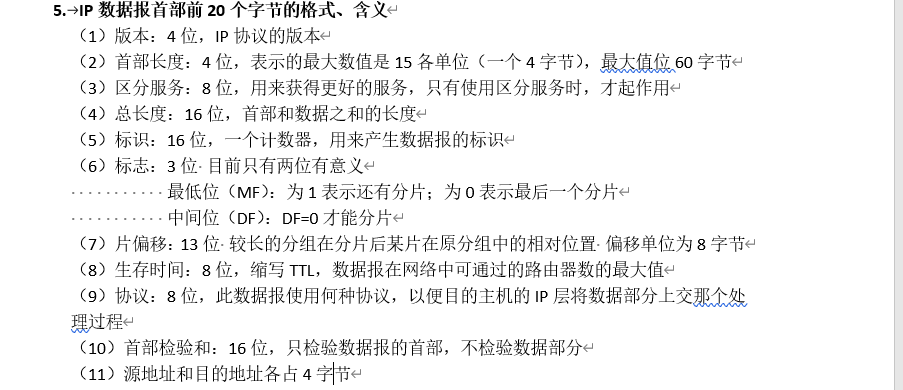 5. IP 数据报首部前 20 个字节的格式、含义
（1）版本：4 位，IP 协议的版本
（2）首部长度：4 位，表示的最大数值是 15 各单位（一个 4 字节），最大值位 60 字节
（3）区分服务：8 位，用来获得更好的服务，只有使用区分服务时，才起作用
（4）总长度：16 位，首部和数据之和的长度
（5）标识：16 位，一个计数器，用来产生数据报的标识
（6）标志：3 位 目前只有两位有意义
最低位（MF）：为 1 表示还有分片；为 0 表示最后一个分片
中间位（DF）：DF=0 才能分片
（7）片偏移：13 位 较长的分组在分片后某片在原分组中的相对位置 偏移单位为 8 字节
（8）生存时间：8 位，缩写 TTL，数据报在网络中可通过的路由器数的最大值
（9）协议：8 位，此数据报使用何种协议，以便目的主机的 IP 层将数据部分上交那个处
理过程
（10）首部检验和：16 位，只检验数据报的首部，不检验数据部分
（11）源地址和目的地址各占 4 字节